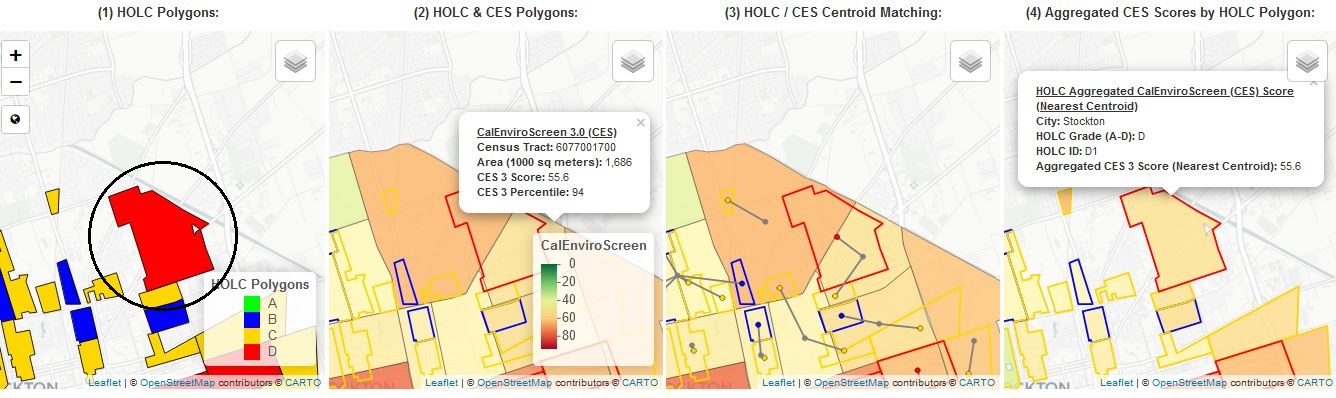 (1) HOLC Polygons:
+
−
HOLC Polygons
A
B
C
D
CKTON
Leaflet | © OpenStreetMap contributors © CARTO
(2) HOLC & CES Polygons:
CalEnviroScreen 3.0 (CES)
Census Tract: 6077001700
Area (1000 sq meters): 1,686
CES 3 Score: 55.6
CES 3 Percentile: 94
×
CalEnviroScreen
0
20
40
60
80
CKTON
Leaflet | © OpenStreetMap contributors © CARTO
(3) HOLC / CES Centroid Matching:
CKTON
Leaflet | © OpenStreetMap contributors © CARTO
(4) Aggregated CES Scores by HOLC Polygon:
HOLC Aggregated CalEnviroScreen (CES) Score
(Nearest Centroid)
City: Stockton
HOLC Grade (A-D): D
HOLC ID: D1
Aggregated CES 3 Score (Nearest Centroid): 55.6
×
CKTON
Leaflet | © OpenStreetMap contributors © CARTO